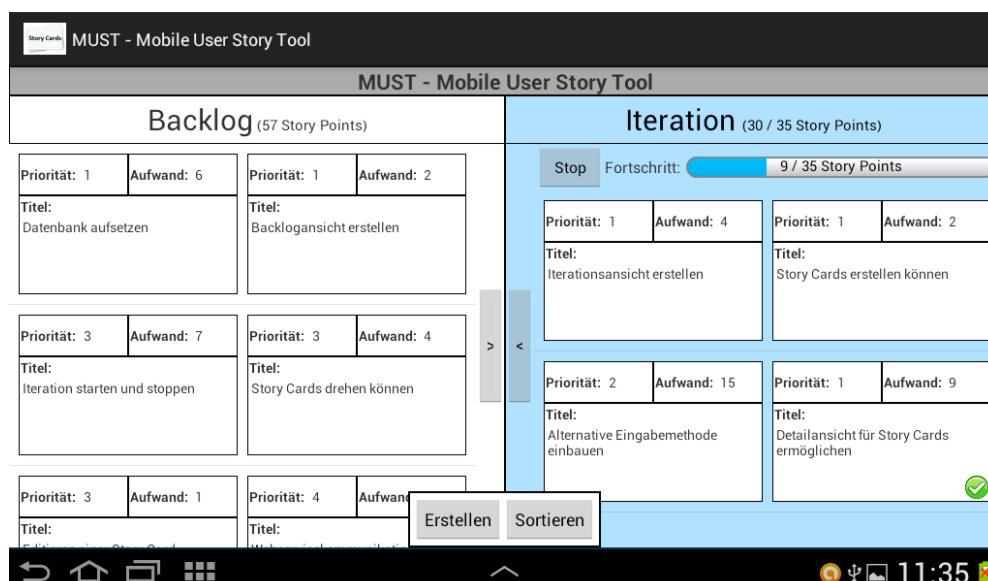 Story Cards
MUST - Mobile User Story Tool
MUST - Mobile User Story Tool
Backlog (57 Story Points)
Iteration (30 / 35 Story Points)
Stop Fortschritt: 9 / 35 Story Points
Priorität: 1 Aufwand: 6
Titel:
Datenbank aufsetzen
Priorität: 1 Aufwand: 2
Titel:
Backlogansicht erstellen
Priorität: 3 Aufwand: 7
Titel:
Iteration starten und stoppen
Priorität: 3 Aufwand: 4
Titel:
Story Cards drehen können
Priorität: 3 Aufwand: 1
Titel:
Priorität: 4 Aufwand
Titel:
>
<
Priorität: 1 Aufwand: 4
Titel:
Iterationsansicht erstellen
Priorität: 1 Aufwand: 2
Titel:
Story Cards erstellen können
Priorität: 2 Aufwand: 15
Titel:
Alternative Eingabemethode
einbauen
Priorität: 1 Aufwand: 9
Titel:
Detailansicht für Story Cards
ermöglichen
Erstellen Sortieren
11:35